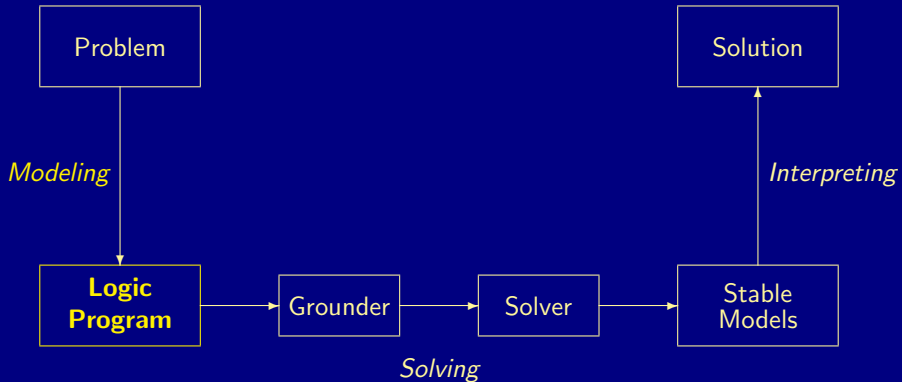 Problem
Solution
Modeling
Interpreting
Logic
Program
Grounder
Solver
Stable
Models
Solving